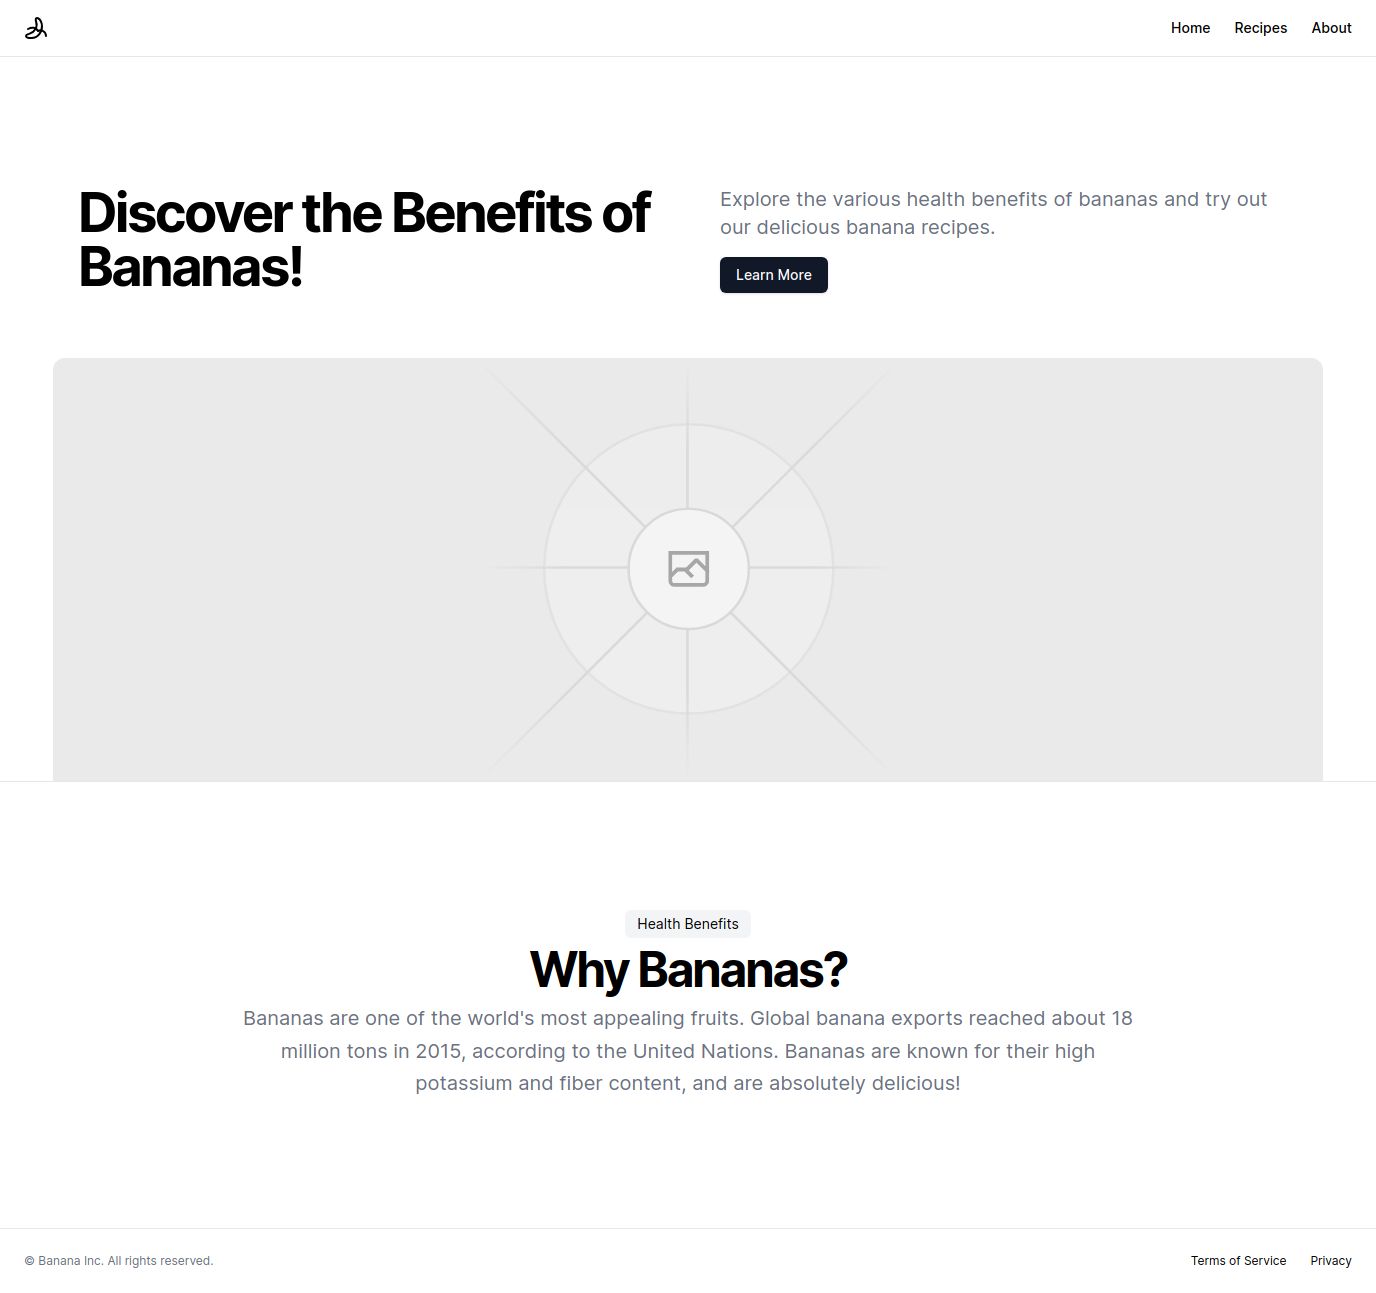 Home Recipes About
Discover the Benefits of
Bananas!
Explore the various health benefits of bananas and try out
our delicious banana recipes.
Learn More
Health Benefits
Why Bananas?
Bananas are one of the world's most appealing fruits. Global banana exports reached about 18
million tons in 2015, according to the United Nations. Bananas are known for their high
potassium and fiber content, and are absolutely delicious!
© Banana Inc. All rights reserved.
Terms of Service Privacy